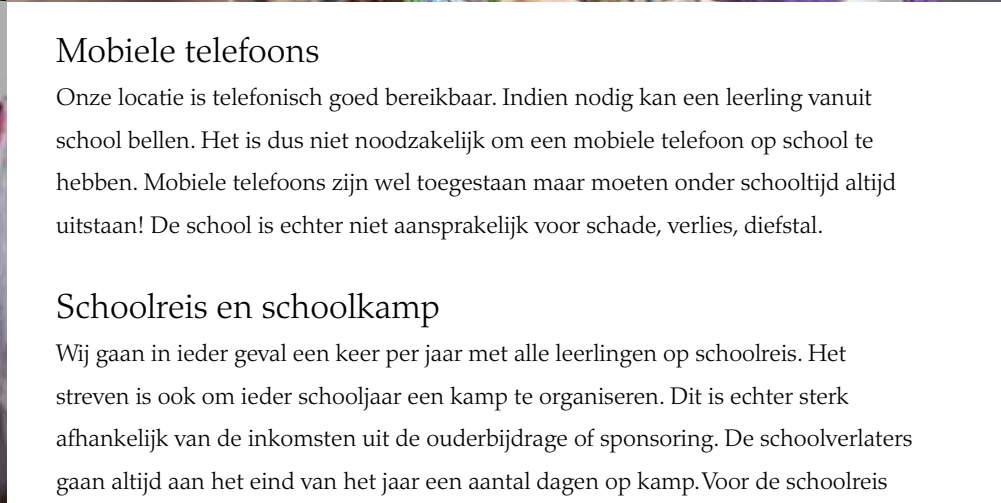 Mobiele telefoons
Onze locatie is telefonisch goed bereikbaar. Indien nodig kan een leerling vanuit
school bellen. Het is dus niet noodzakelijk om een mobiele telefoon op school te
hebben. Mobiele telefoons zijn wel toegestaan maar moeten onder schooltijd altijd
uitstaan! De school is echter niet aansprakelijk voor schade, verlies, diefstal.
Schoolreis en schoolkamp
Wij gaan in ieder geval een keer per jaar met alle leerlingen op schoolreis. Het
streven is ook om ieder schooljaar een kamp te organiseren. Dit is echter sterk
afhankelijk van de inkomsten uit de ouderbijdrage of sponsoring. De schoolverlaters
gaan altijd aan het eind van het jaar een aantal dagen op kamp.Voor de schoolreis